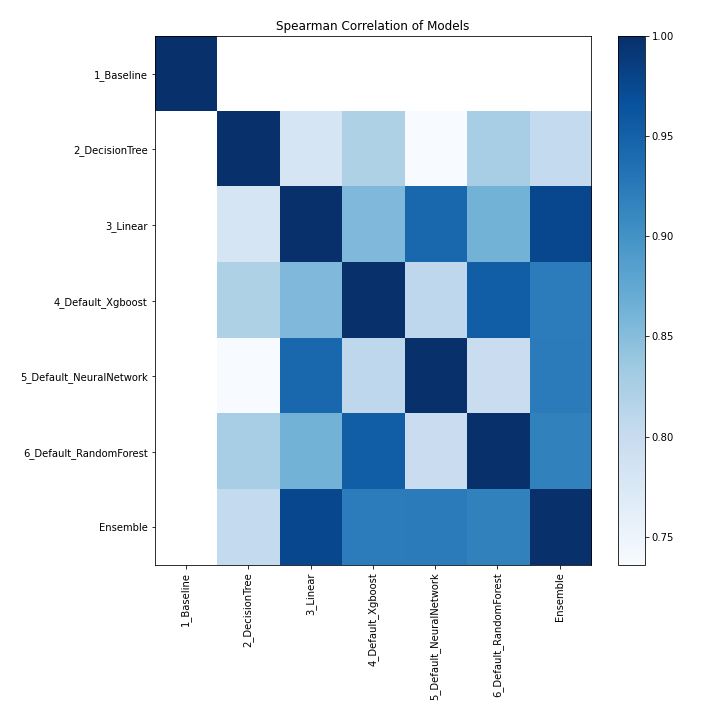 Spearman Correlation of Models
1_Baseline
2_DecisionTree
3_Linear
4_Default_Xgboost
5_Default_NeuralNetwork
6_Default_RandomForest
Ensemble
1_Baseline
2_DecisionTree
3_Linear
4_Default_Xgboost
5_Default_NeuralNetwork
6_Default_RandomForest
Ensemble
1.00
0.95
0.90
0.85
0.80
0.75